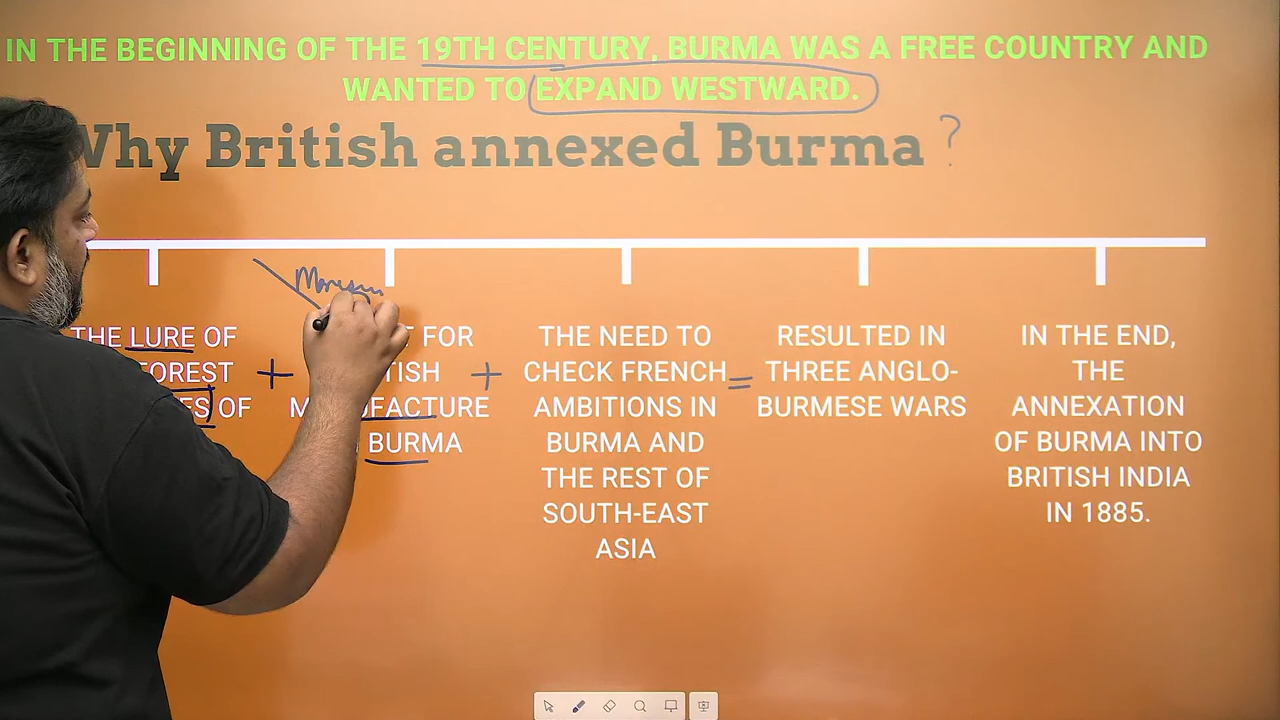 IN THE BEGINNING OF THE 19TH CENTURY, BURMA WAS A FREE COUNTRY AND
WANTED TO EXPAND WESTWARD.
Why British annexed Burma ?
THE LURE OF
FOREST
OF
+
FOR
MANUFACTURE
BURMA
+
THE NEED TO
CHECK FRENCH
AMBITIONS IN
BURMA AND
THE REST OF
SOUTH-EAST
ASIA
=
RESULTED IN
THREE ANGLO-
BURMESE WARS
IN THE END,
THE
ANNEXATION
OF BURMA INTO
BRITISH INDIA
IN 1885.